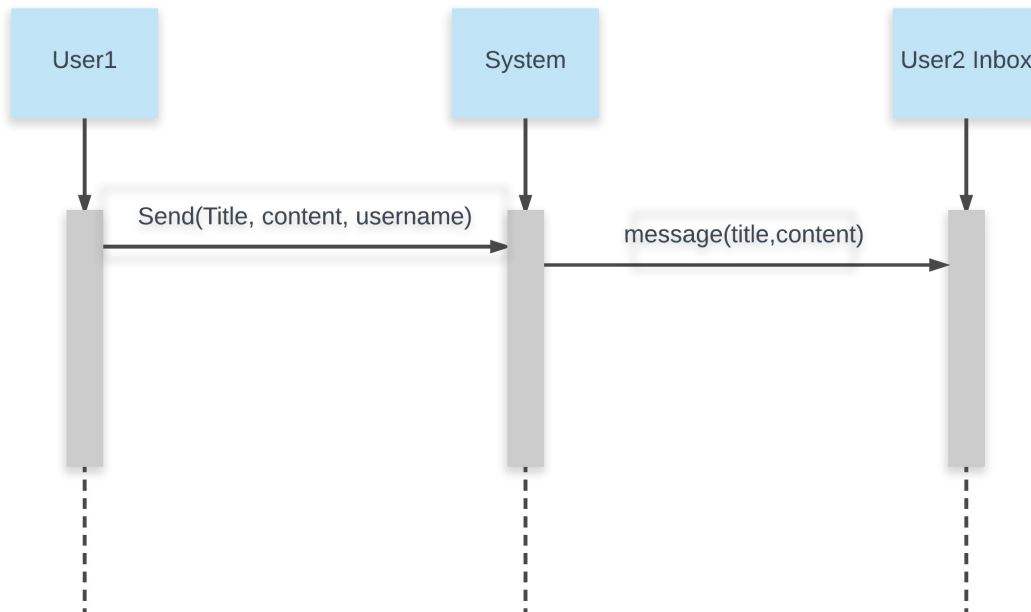 User1
System
User2 Inbox
Send(Title, content, username)
message(title,content)